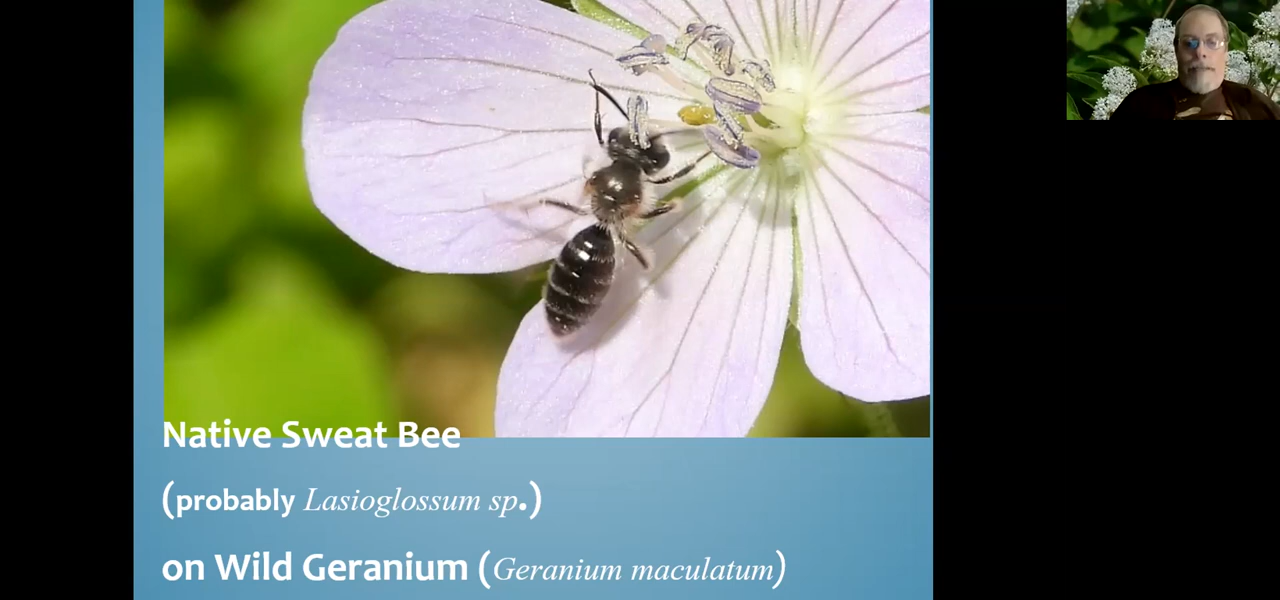 Native Sweat Bee
(probably Lasioglossum sp.)
on Wild Geranium (Geranium maculatum)